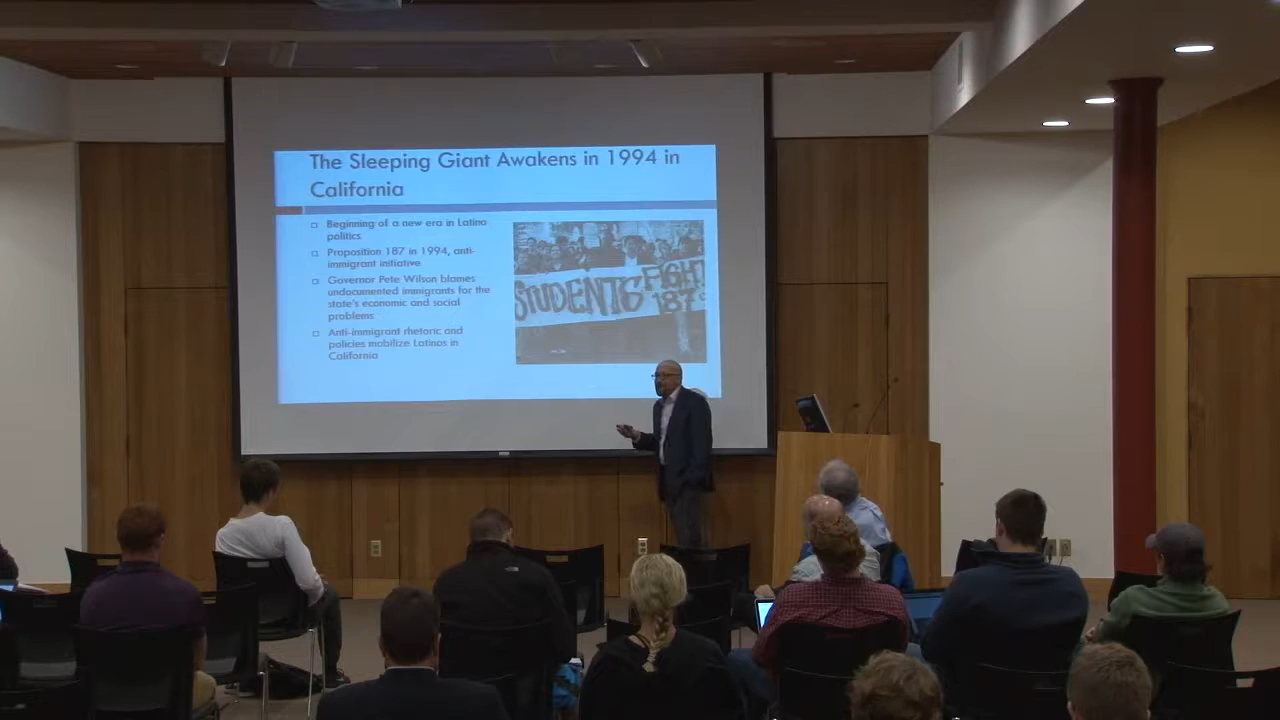 The Sleeping Giant Awakens in 1994 in
California
Beginning of a new era in Latino
politics
Proposition 187 in 1994, anti-
immigrant initiative
Governor Pete Wilson blames
undocumented immigrants for the
state's economic and social
problems
Anti-immigrant rhetoric and
policies mobilize Latinos in
California
STUDENTS FIGHT
187